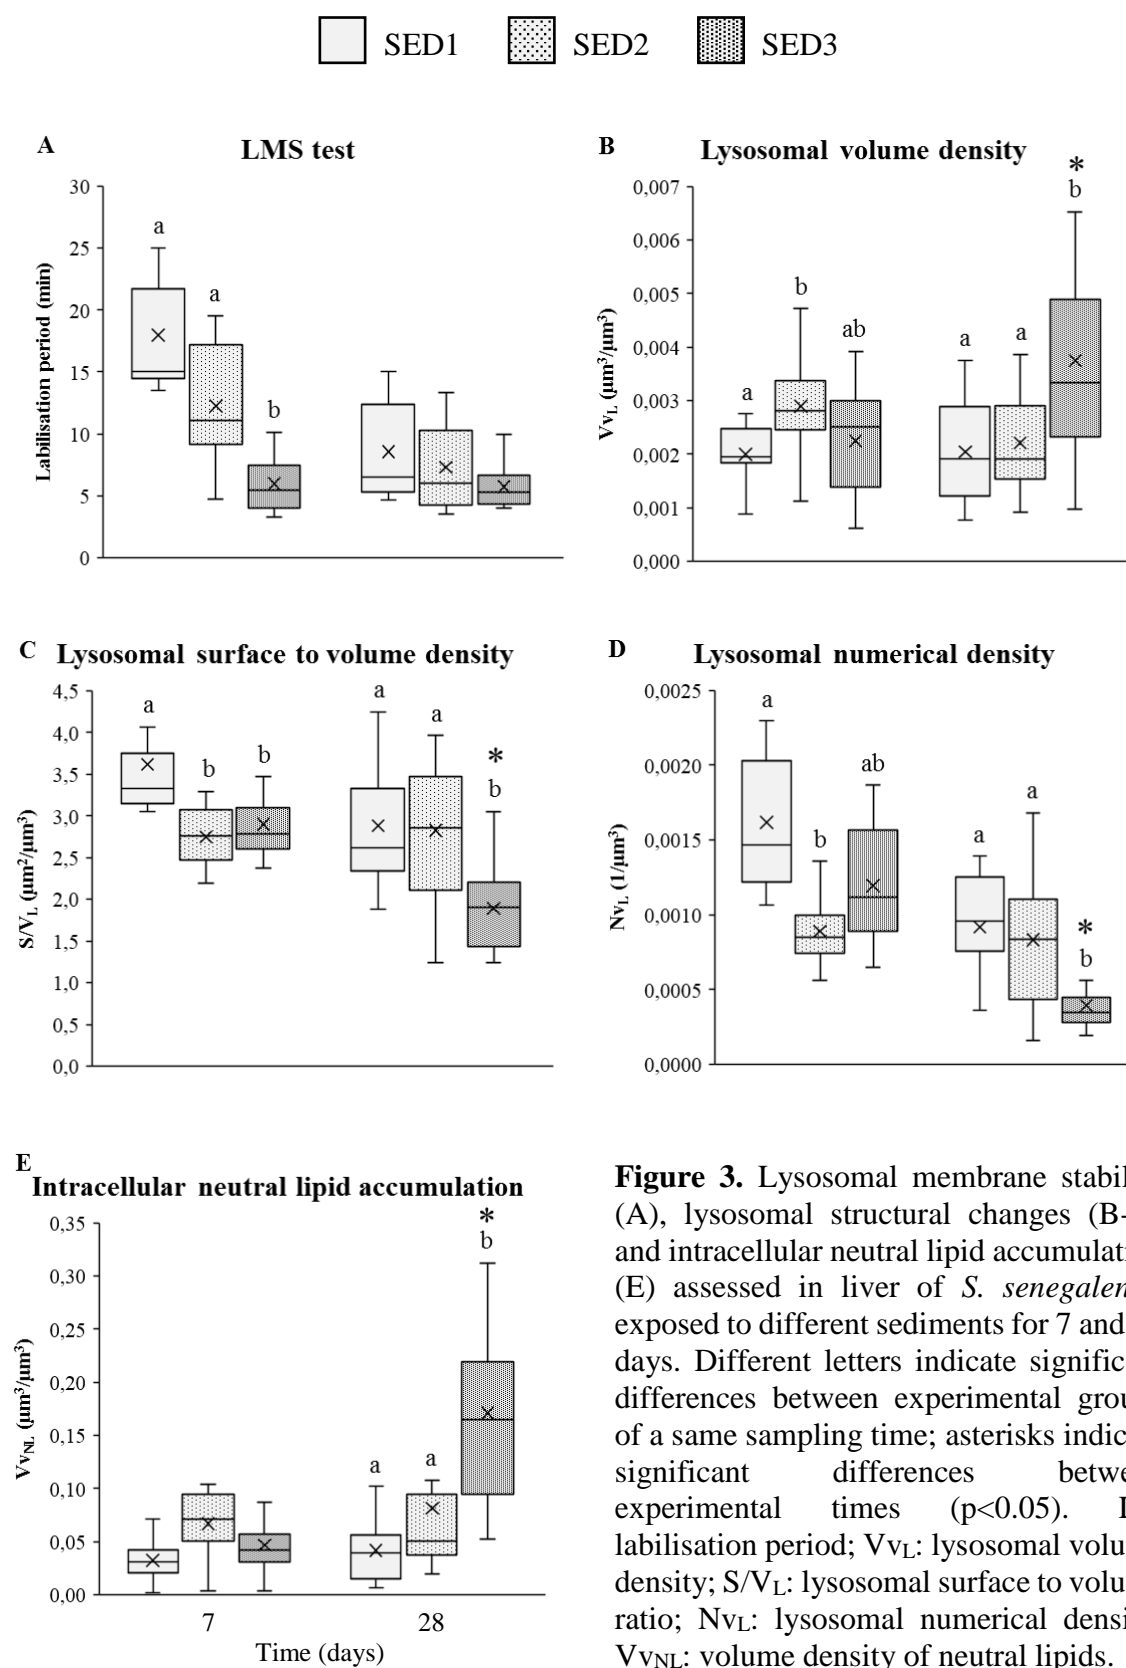 SED1 SED2 SED3
A LMS test
30
25
20
15
10
5
0
Labilisation period (min)
a a b
B Lysosomal volume density
0,007
0,006
0,005
0,004
0,003
0,002
0,001
0,000
VvL (µm³/µm³)
a b ab a a * b
C Lysosomal surface to volume density
4,5
4,0
3,5
3,0
2,5
2,0
1,5
1,0
0,5
0,0
S/VL (µm²/µm³)
a b b a a * b
D Lysosomal numerical density
0,0025
0,0020
0,0015
0,0010
0,0005
0,0000
NvL (1/µm³)
a b ab a a * b
E
Intracellular neutral lipid accumulation
0,35
0,30
0,25
0,20
0,15
0,10
0,05
0,00
VvNL (µm³/µm³)
a a * b
7 28
Time (days)
Figure 3. Lysosomal membrane stabil
(A), lysosomal structural changes (B-
and intracellular neutral lipid accumulati
(E) assessed in liver of S. senegalen
exposed to different sediments for 7 and
days. Different letters indicate signific
differences between experimental grou
of a same sampling time; asterisks indic
significant differences betwe
experimental times (p<0.05).
labilisation period; VvL: lysosomal volu
density; S/VL: lysosomal surface to volu
ratio; NvL: lysosomal numerical densi
VvNL: volume density of neutral lipids.